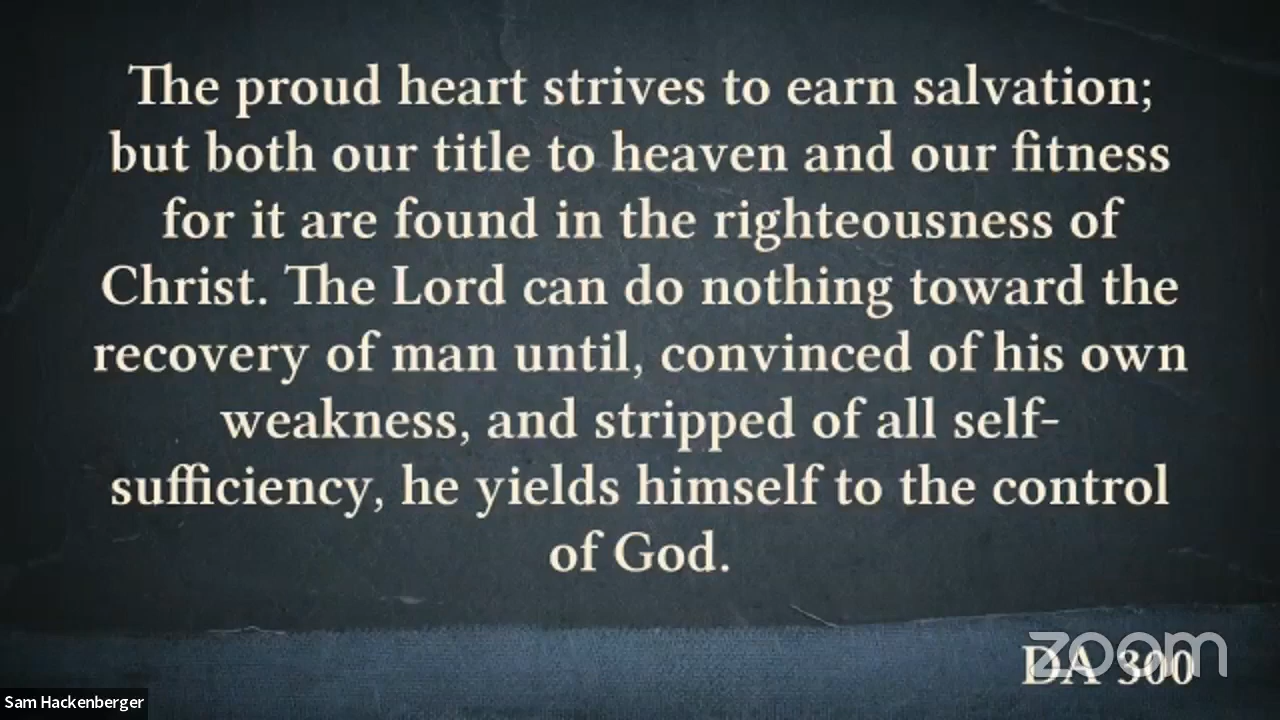 The proud heart strives to earn salvation;
but both our title to heaven and our fitness
for it are found in the righteousness of
Christ. The Lord can do nothing toward the
recovery of man until, convinced of his own
weakness, and stripped of all self-
sufficiency, he yields himself to the control
of God.
zoom
DA 300
Sam Hackenberger